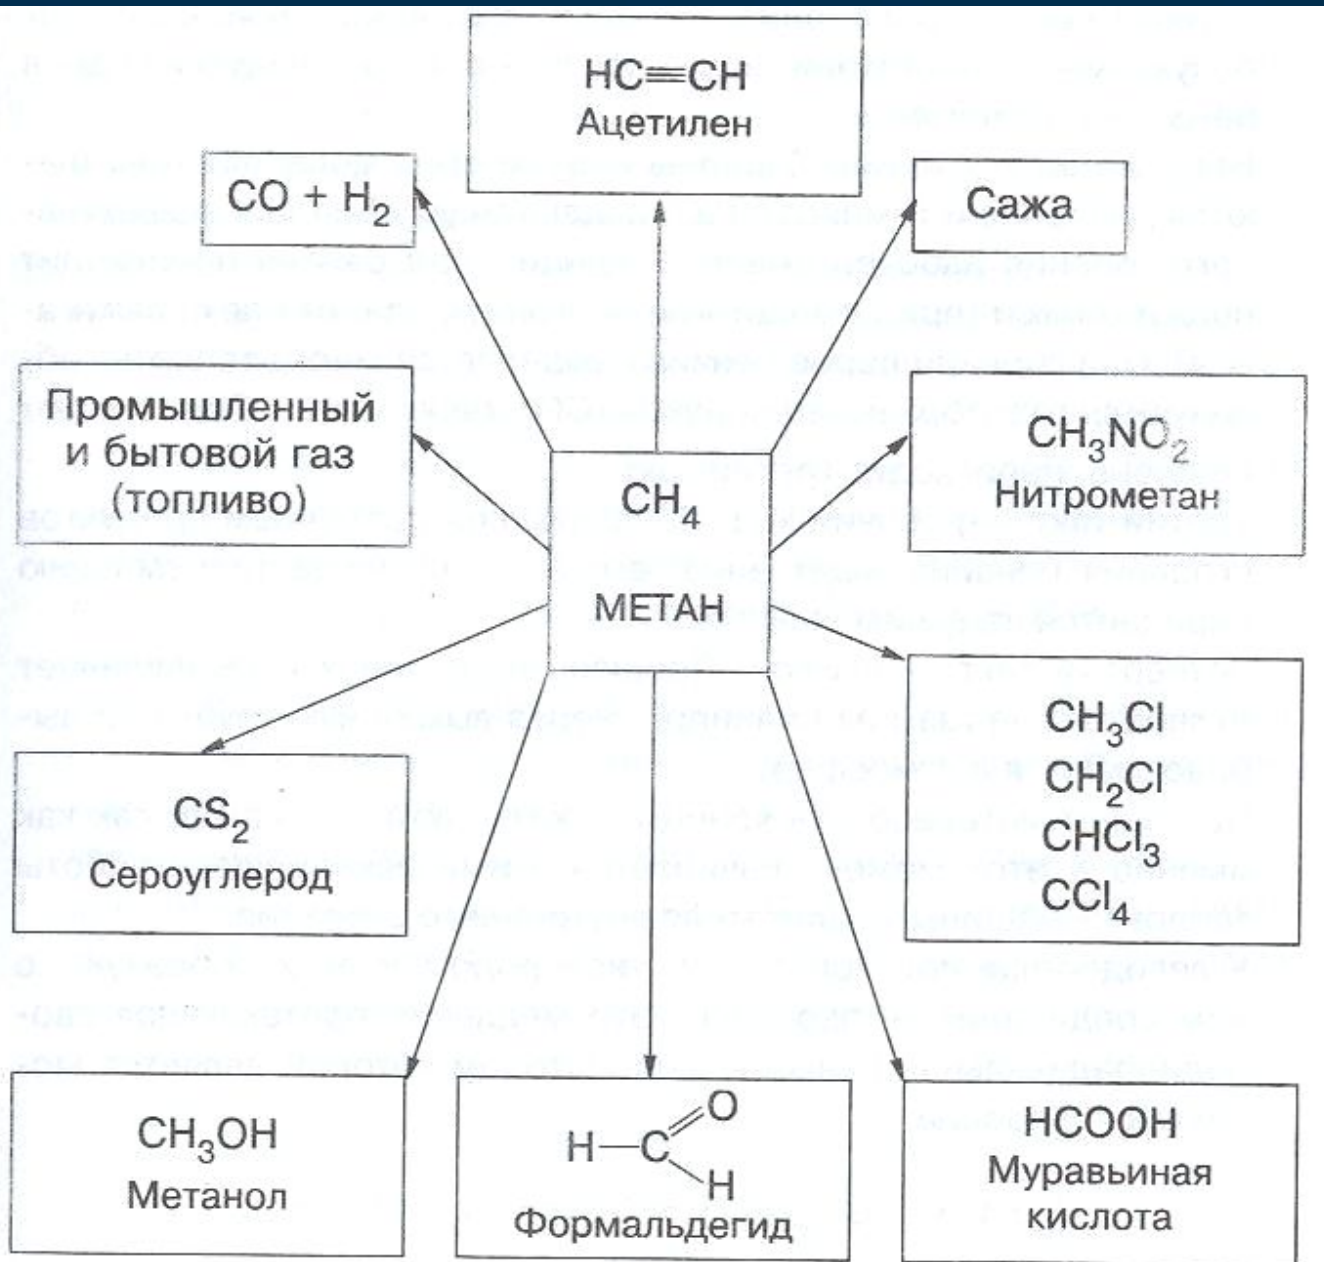 HC≡CH
Ацетилен
CO + H₂
Сажа
Промышленный
и бытовой газ
(топливо)
CH₄
МЕТАН
CH₃NO₂
Нитрометан
CS₂
Сероуглерод
CH₃Cl
CH₂Cl
CHCl₃
CCl₄
CH₃OH
Метанол
O
H—C
H
Формальдегид
HCOOH
Муравьиная
кислота